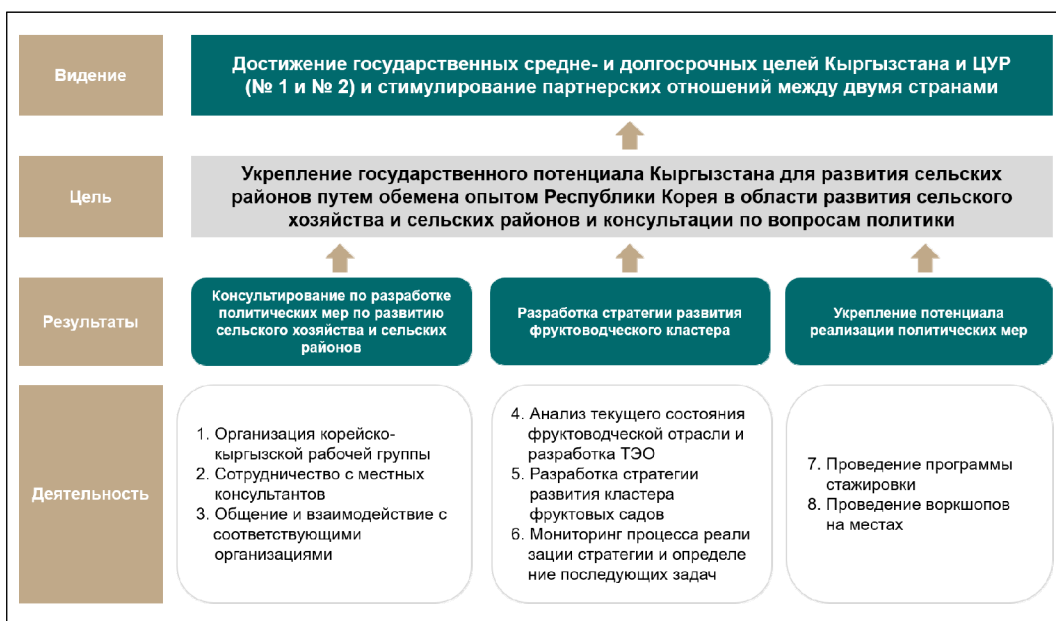 Видение
Достижение государственных средне- и долгосрочных целей Кыргызстана и ЦУР
(№ 1 и № 2) и стимулирование партнерских отношений между двумя странами
Цель
Укрепление государственного потенциала Кыргызстана для развития сельских
районов путем обемена опытом Республики Корея в области развития сельского
хозяйства и сельских районов и консультации по вопросам политики
Результаты
Консультирование по разработке
политических мер по развитию
сельского хозяйства и сельских
районов
Разработка стратегии развития
фруктоводческого кластера
Укрепление потенциала
реализации политических мер
Деятельность
1. Организация корейско-
кыргызской рабочей группы
2. Сотрудничество с местных
консультантов
3. Общение и взаимодействие с
соответствующими
организациями
4. Анализ текущего состояния
фруктоводческой отрасли и
разработка ТЭО
5. Разработка стратегии
развития кластера
фруктовых садов
6. Мониторинг процесса реали
зации стратегии и определе
ние последующих задач
7. Проведение программы
стажировки
8. Проведение воркшопов
на местах